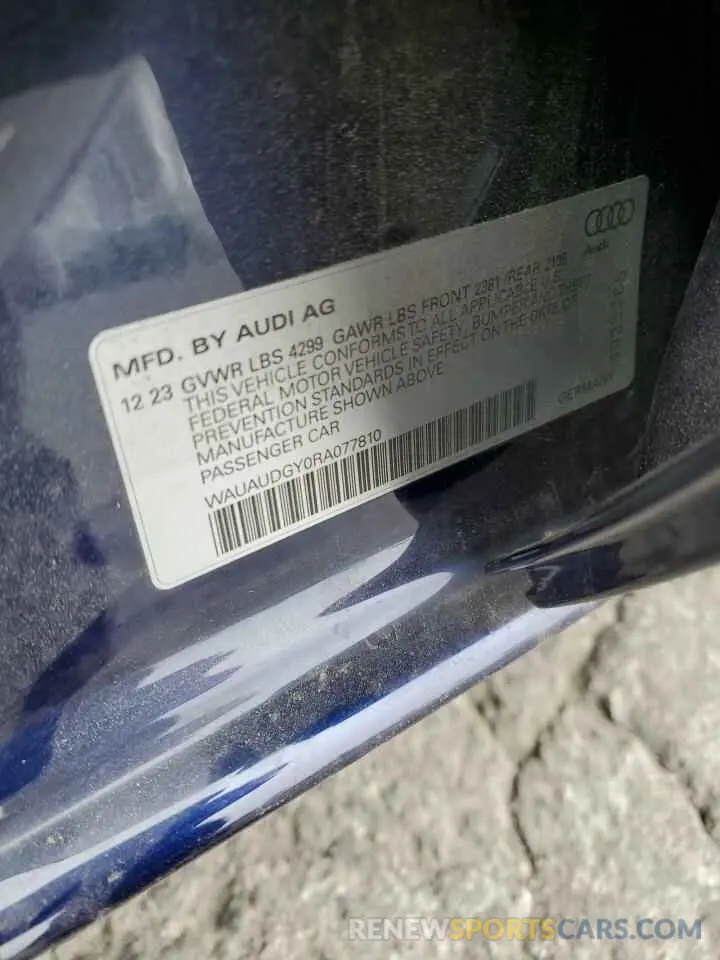 Audi
MFD. BY AUDI AG
12 23 GVWR LBS 4299 GAWR LBS FRONT 2381 /REAR 2106
THIS VEHICLE CONFORMS TO ALL APPLICABLE U.S.
FEDERAL MOTOR VEHICLE SAFETY, BUMPER AND THEFT
PREVENTION STANDARDS IN EFFECT ON THE DATE OF
MANUFACTURE SHOWN ABOVE.
PASSENGER CAR
GERMANY
WAUAUDGY0RA077810
RENEWSPORTSCARS.COM